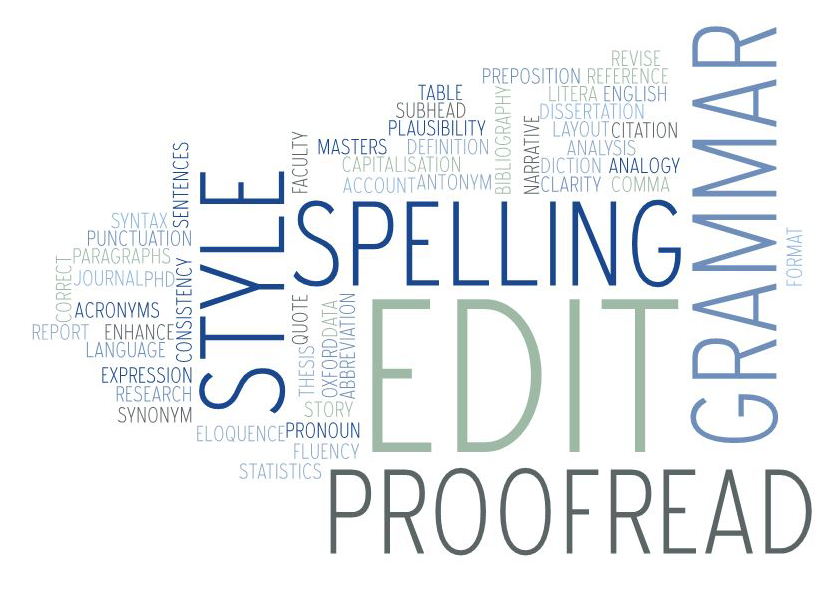 REVISE
PREPOSITION REFERENCE
TABLE
LITERA ENGLISH
SUBHEAD
DISSERTATION
PLAUSIBILITY
LAYOUT CITATION
MASTERS DEFINITION
ANALYSIS
CAPITALISATION
DICTION ANALOGY
ACCOUNT ANTONYM
CLARITY COMMA
BIBLIOGRAPHY
NARRATIVE
FACULTY
SENTENCES
SYNTAX
PUNCTUATION
PARAGRAPHS
JOURNAL PHD
CORRECT
ACRONYMS
REPORT ENHANCE
LANGUAGE
CONSISTENCY
EXPRESSION
RESEARCH
SYNONYM
STYLE
SPELLING
GRAMMAR
FORMAT
QUOTE
DATA
THESIS
OXFORD
ABBREVIATION
EDIT
STORY
ELOQUENCE PRONOUN
FLUENCY
STATISTICS
PROOFREAD